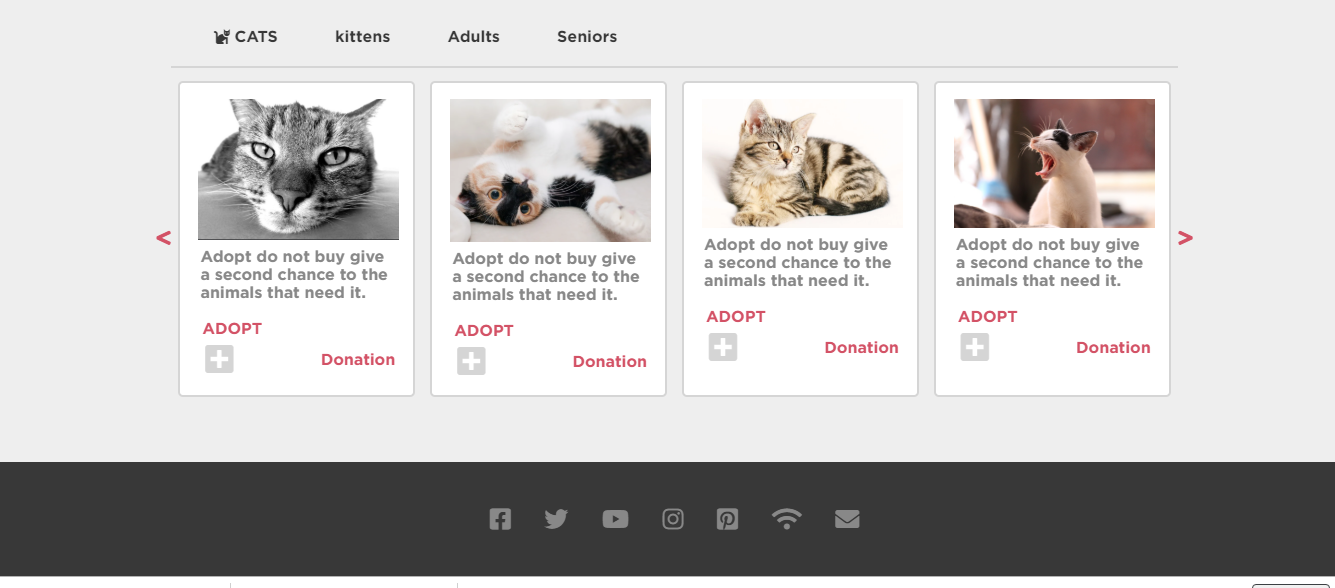 CATS kittens Adults Seniors
<
Adopt do not buy give
a second chance to the
animals that need it.
ADOPT
Donation
Adopt do not buy give
a second chance to the
animals that need it.
ADOPT
Donation
Adopt do not buy give
a second chance to the
animals that need it.
ADOPT
Donation
Adopt do not buy give
a second chance to the
animals that need it.
ADOPT
Donation
>